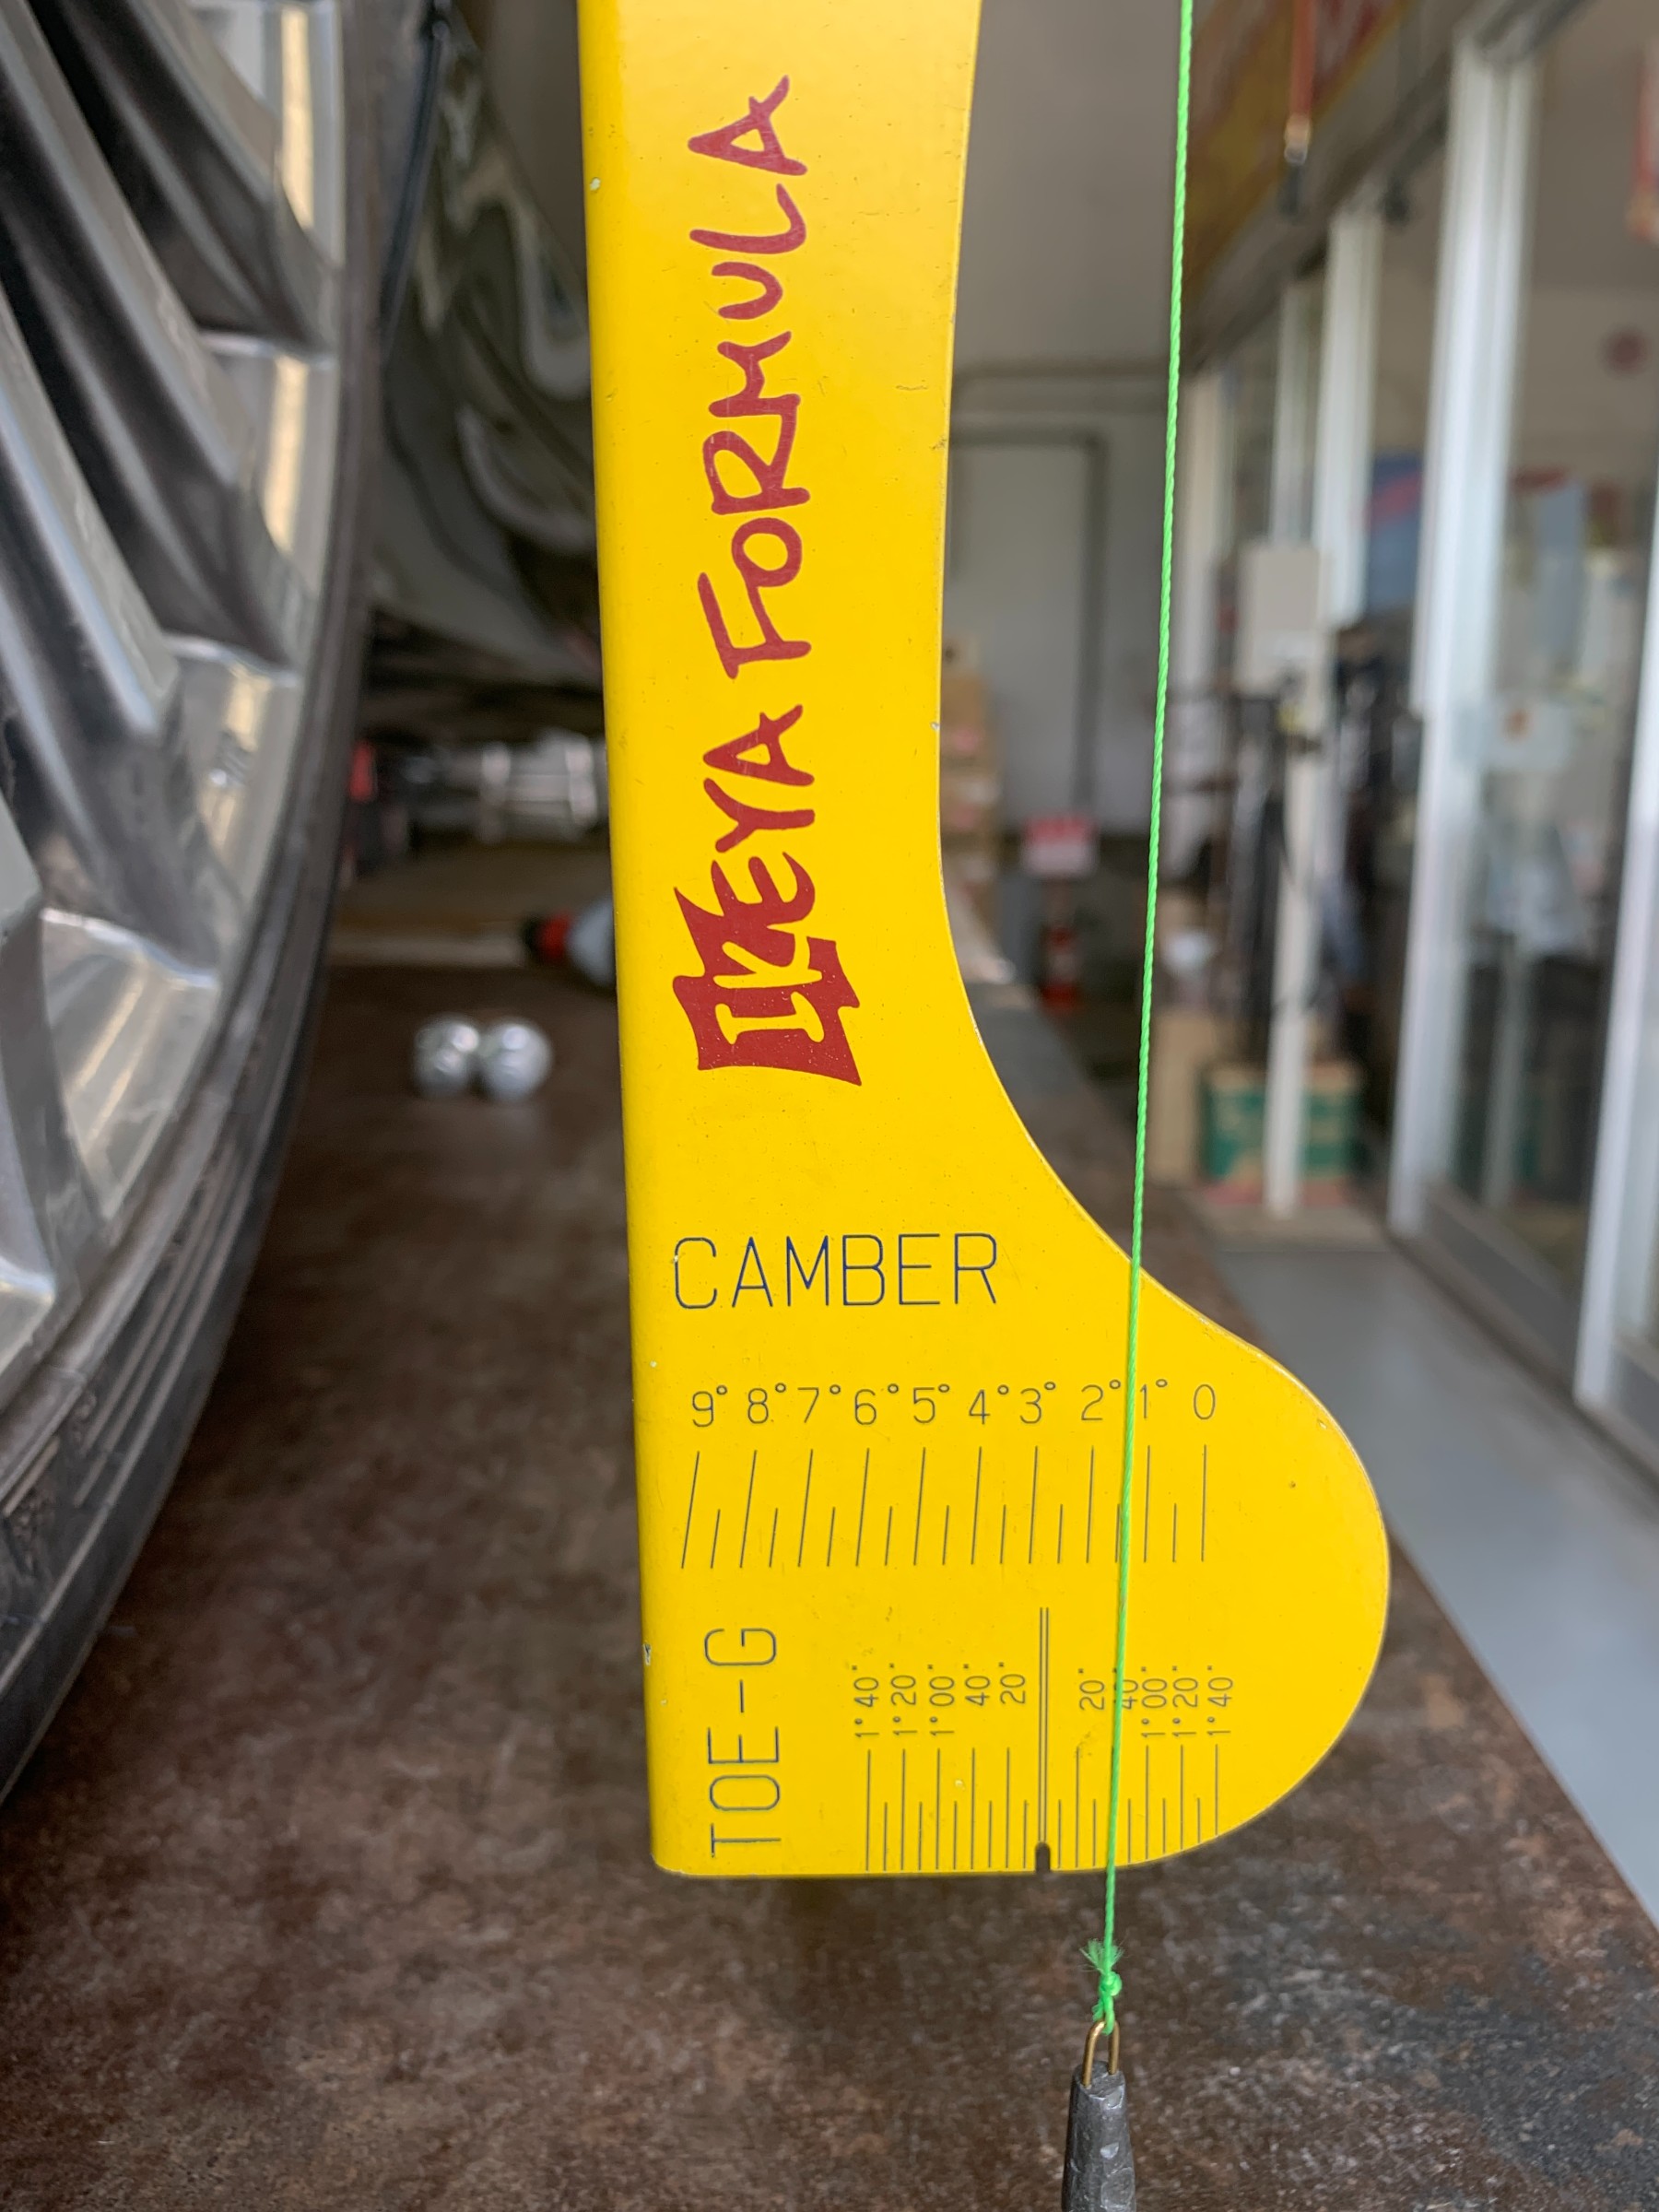 IKEYA FORMULA
CAMBER
9° 8° 7° 6° 5° 4° 3° 2° 1° 0
TOE-G
1°40' 1°20' 1°00' 40' 20' 20' 40' 1°00' 1°20' 1°40'